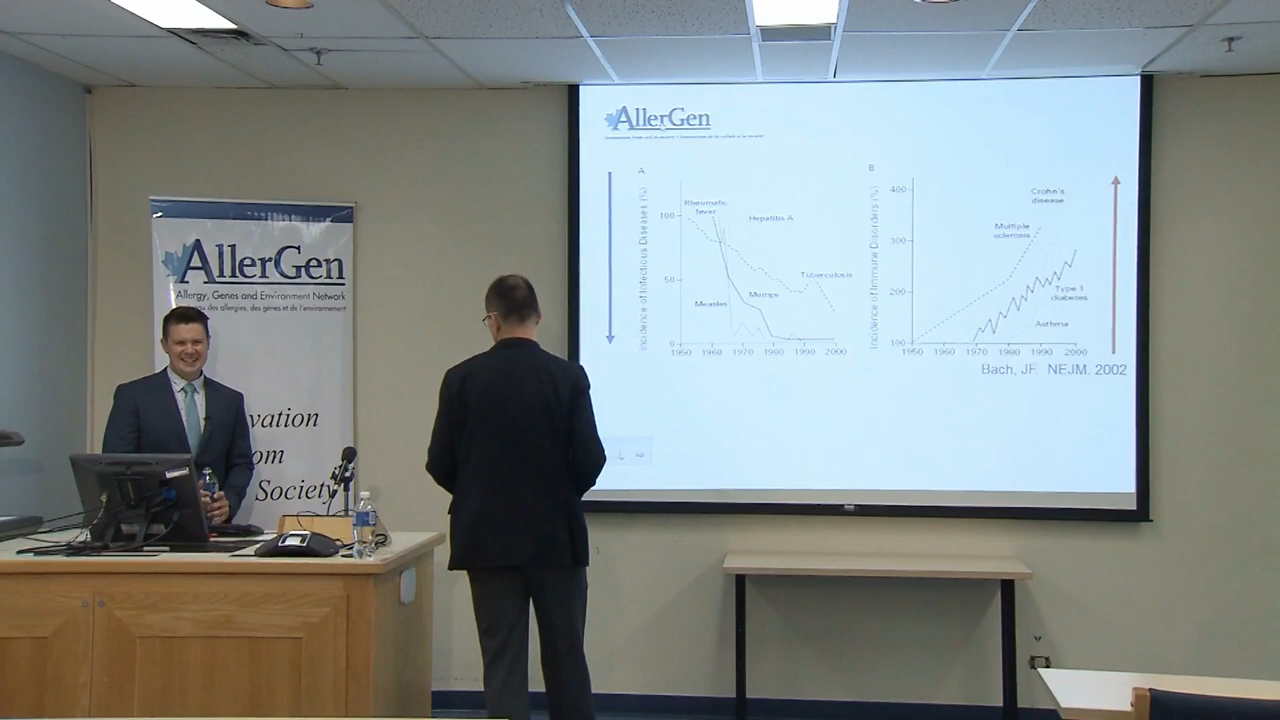 AllerGen
Allergy, Genes and Environment Network
des allergies, des gènes et de l'environnement
vation
om
Society
AllerGen
A
Incidence of Infectious Diseases (%)
100
50
0
Rheumatic
fever
Hepatitis A
Tuberculosis
Mumps
Measles
1950 1960 1970 1980 1990 2000
B
Incidence of Immune Disorders (%)
400
300
200
100
Crohn's
disease
Multiple
sclerosis
Type 1
diabetes
Asthma
1950 1960 1970 1980 1990 2000
Bach, JF. NEJM. 2002